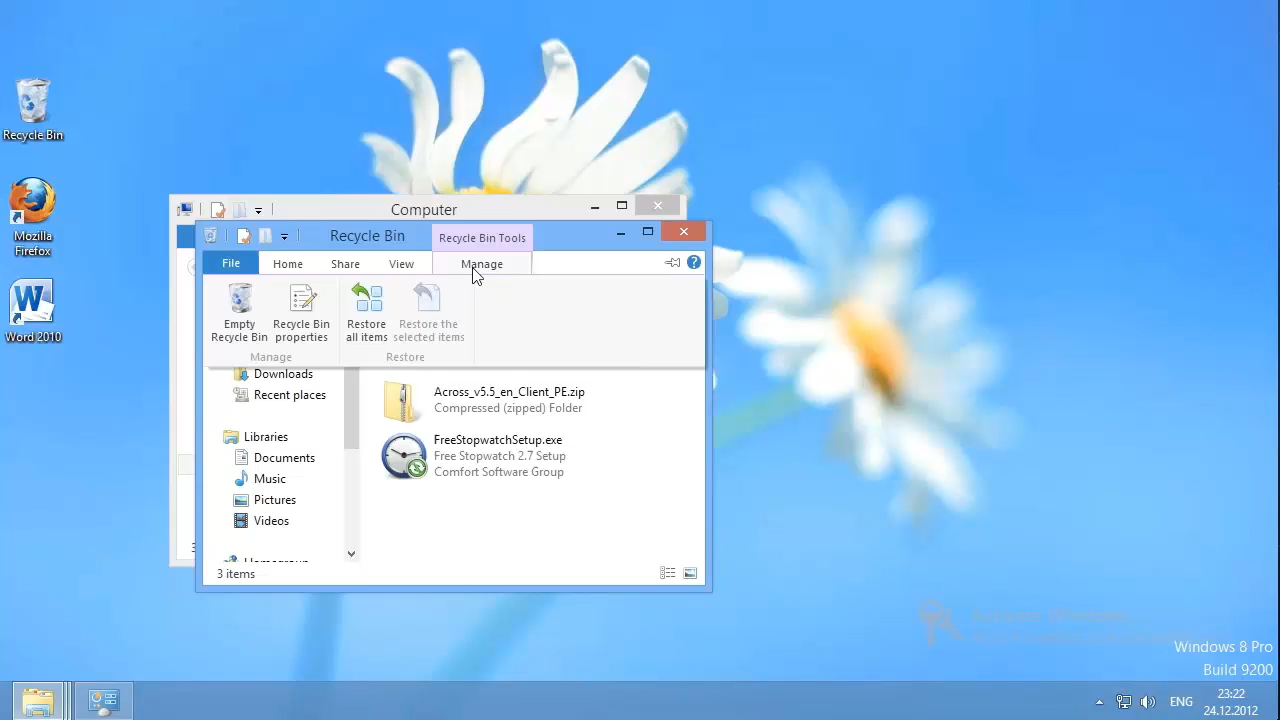 Recycle Bin
Mozilla
Firefox
Word 2010
Computer
Recycle Bin
Recycle Bin Tools
File
Home
Share
View
Manage
Empty
Recycle Bin
Recycle Bin
properties
Restore
all items
Restore the
selected items
Manage
Restore
Downloads
Recent places
Libraries
Documents
Music
Pictures
Videos
Across_v5.5_en_Client_PE.zip
Compressed (zipped) Folder
FreeStopwatchSetup.exe
Free Stopwatch 2.7 Setup
Comfort Software Group
3 items
Activate Windows
Windows 8 Pro
Build 9200
ENG
23:22
24.12.2012